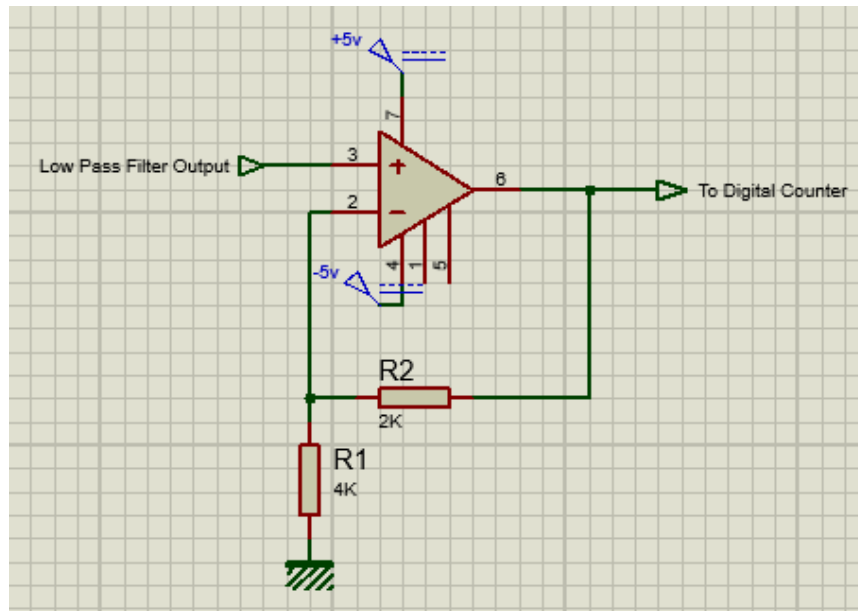 +5v
7
Low Pass Filter Output
3
+
6
To Digital Counter
2
−
-5v
4
1
5
R2
2K
R1
4K